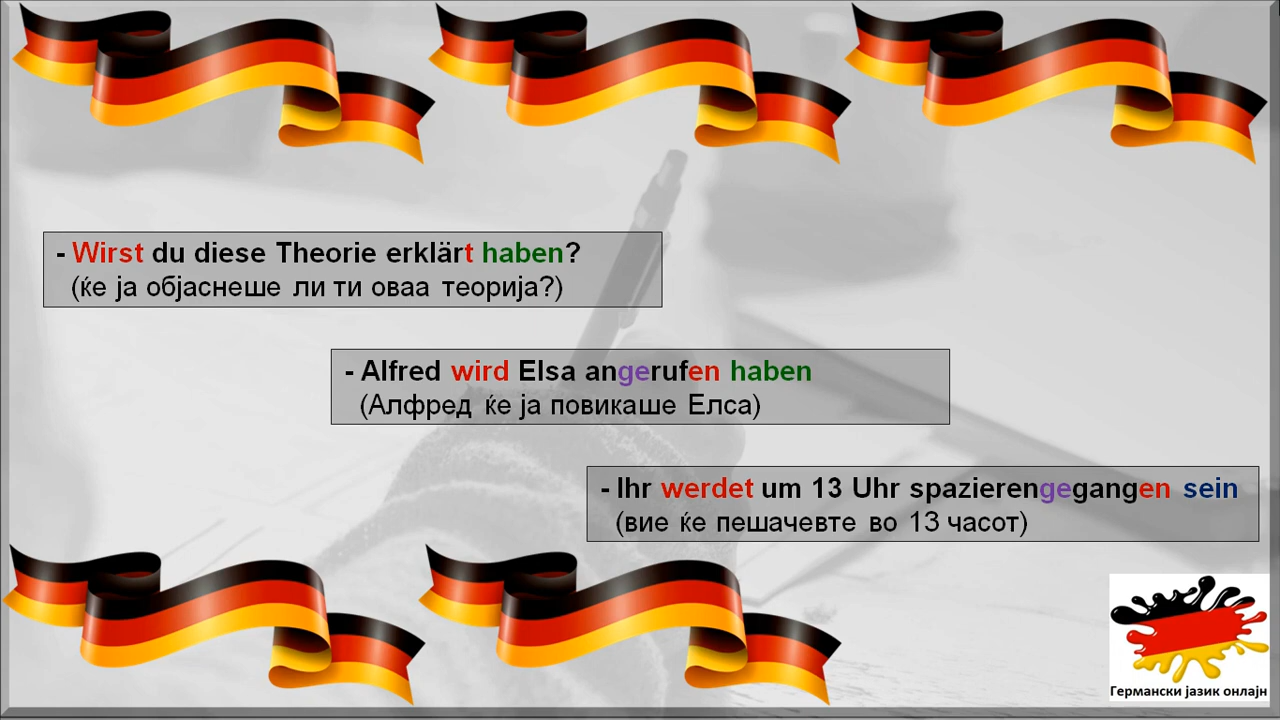 - Wirst du diese Theorie erklärt haben?
(ќе ја објаснеше ли ти оваа теорија?)
- Alfred wird Elsa angerufen haben
(Алфред ќе ја повикаше Елса)
- Ihr werdet um 13 Uhr spazierengegangen sein
(вие ќе пешачевте во 13 часот)
Германски јазик онлајн